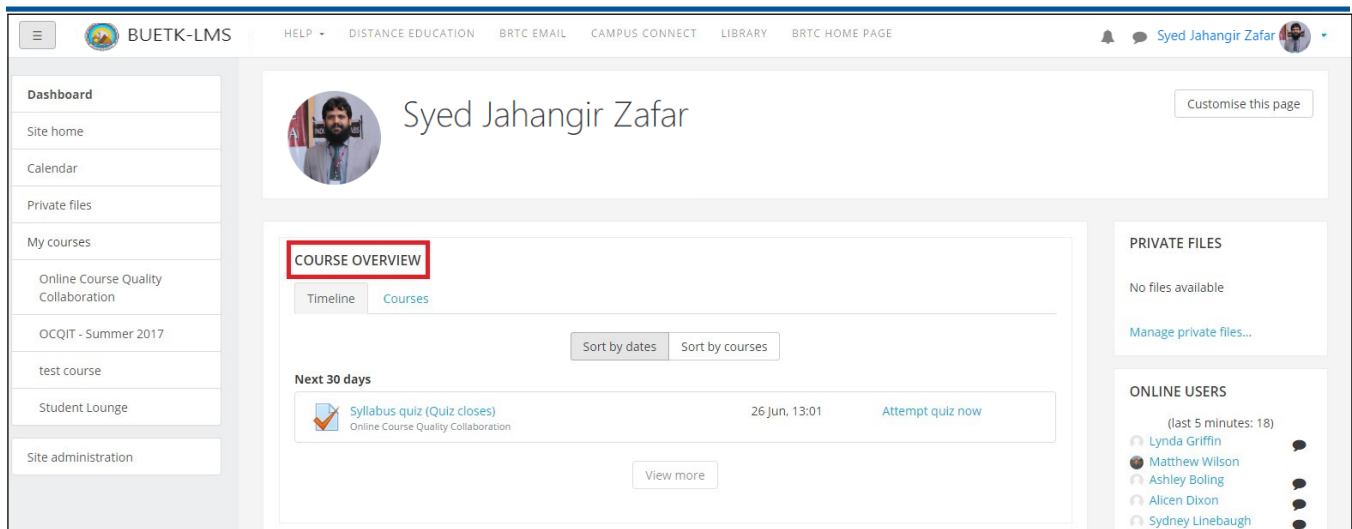 BUETK-LMS
HELP
DISTANCE EDUCATION
BRTC EMAIL
CAMPUS CONNECT
LIBRARY
BRTC HOME PAGE
Syed Jahangir Zafar
Dashboard
Site home
Calendar
Private files
My courses
Online Course Quality
Collaboration
OCQIT - Summer 2017
test course
Student Lounge
Site administration
Syed Jahangir Zafar
Customise this page
COURSE OVERVIEW
Timeline
Courses
Sort by dates
Sort by courses
Next 30 days
Syllabus quiz (Quiz closes)
26 Jun, 13:01
Attempt quiz now
Online Course Quality Collaboration
View more
PRIVATE FILES
No files available
Manage private files...
ONLINE USERS
(last 5 minutes: 18)
Lynda Griffin
Matthew Wilson
Ashley Boling
Alicen Dixon
Sydney Linebaugh